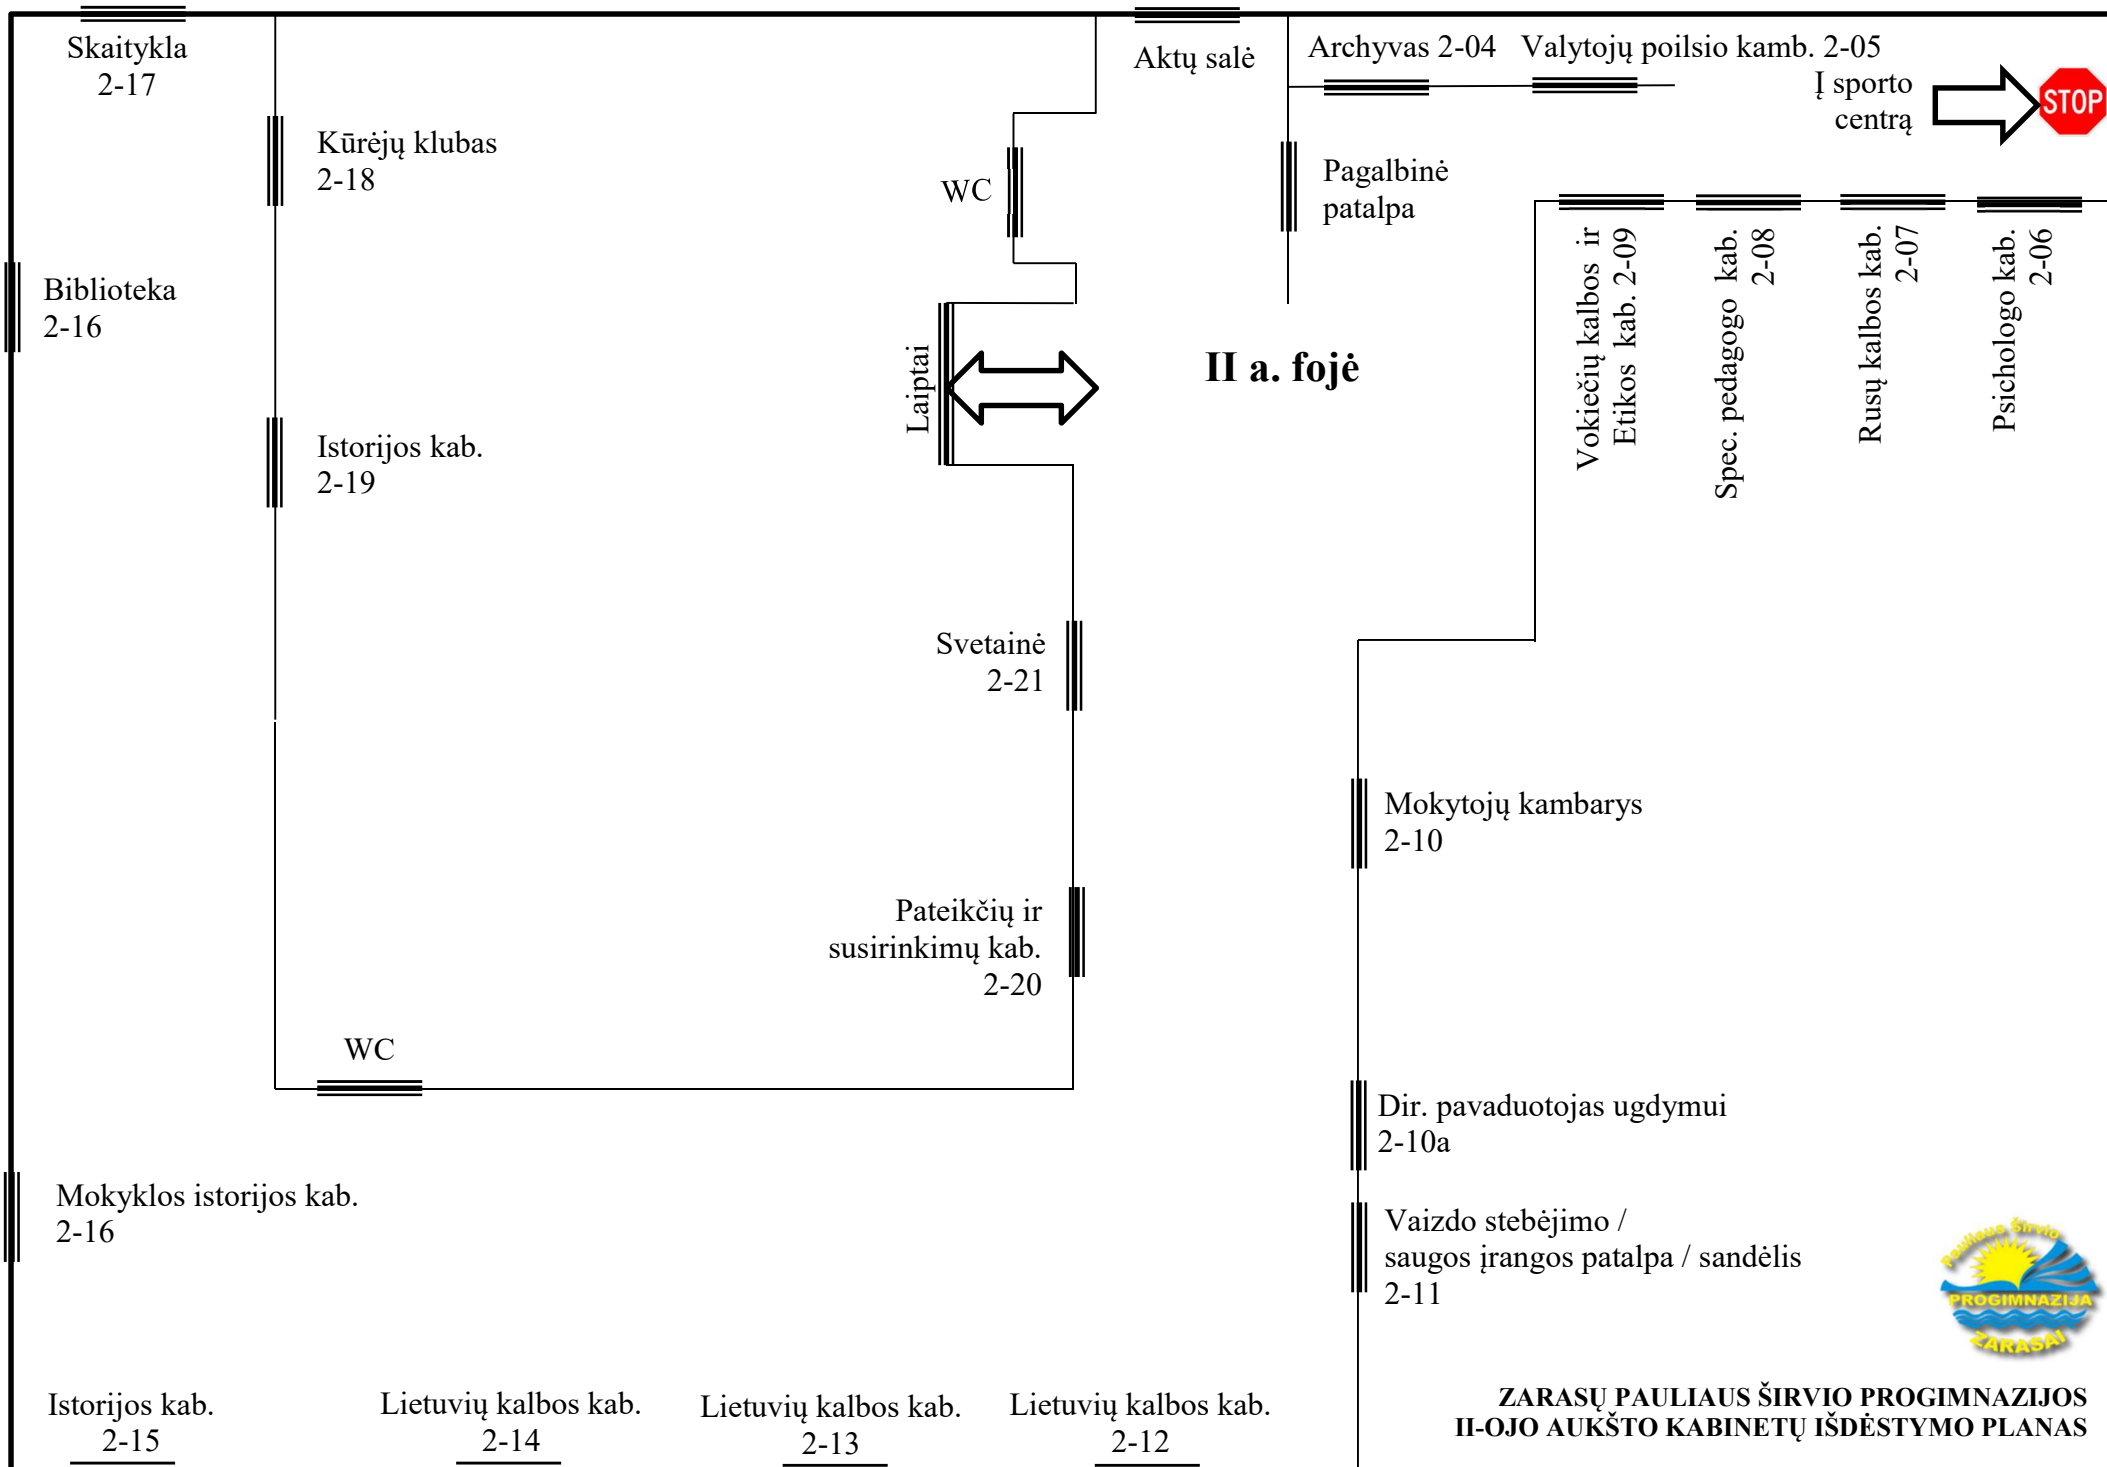 Skaitykla
2-17
Kūrėjų klubas
2-18
Biblioteka
2-16
Istorijos kab.
2-19
WC
Aktų salė
Archyvas 2-04
Valytojų poilsio kamb. 2-05
Į sporto
centrą
STOP
Pagalbinė
patalpa
Vokiečių kalbos ir
Etikos kab. 2-09
Spec. pedagogo kab.
2-08
Rusų kalbos kab.
2-07
Psichologo kab.
2-06
Laiptai
II a. fojė
Svetainė
2-21
Mokytojų kambarys
2-10
Pateikčių ir
susirinkimų kab.
2-20
WC
Dir. pavaduotojas ugdymui
2-10a
Mokyklos istorijos kab.
2-16
Vaizdo stebėjimo /
saugos įrangos patalpa / sandėlis
2-11
Pauliaus Širvio
PROGIMNAZIJA
ZARASAI
Istorijos kab.
2-15
Lietuvių kalbos kab.
2-14
Lietuvių kalbos kab.
2-13
Lietuvių kalbos kab.
2-12
ZARASŲ PAULIAUS ŠIRVIO PROGIMNAZIJOS
II-OJO AUKŠTO KABINETŲ IŠDĖSTYMO PLANAS